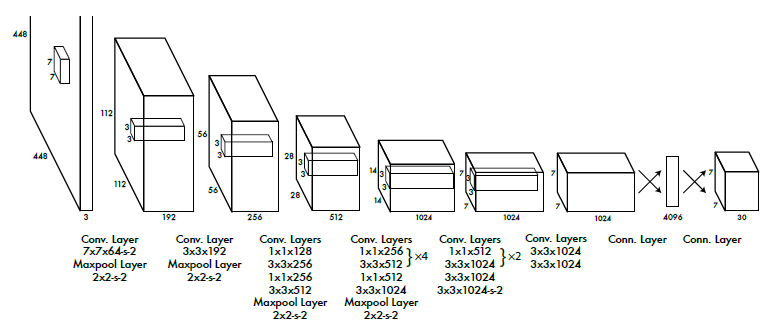 448
448
7
7
3
112
112
3
3
192
56
56
3
3
256
28
28
3
3
512
14
14
3
3
1024
7
7
3
3
1024
7
7
1024
4096
7
7
30
Conv. Layer
7x7x64-s-2
Maxpool Layer
2x2-s-2
Conv. Layer
3x3x192
Maxpool Layer
2x2-s-2
Conv. Layers
1x1x128
3x3x256
1x1x256
3x3x512
Maxpool Layer
2x2-s-2
Conv. Layers
1x1x256
3x3x512
} ×4
1x1x512
3x3x1024
Maxpool Layer
2x2-s-2
Conv. Layers
1x1x512
3x3x1024
} ×2
3x3x1024
3x3x1024-s-2
Conv. Layers
3x3x1024
3x3x1024
Conn. Layer
Conn. Layer